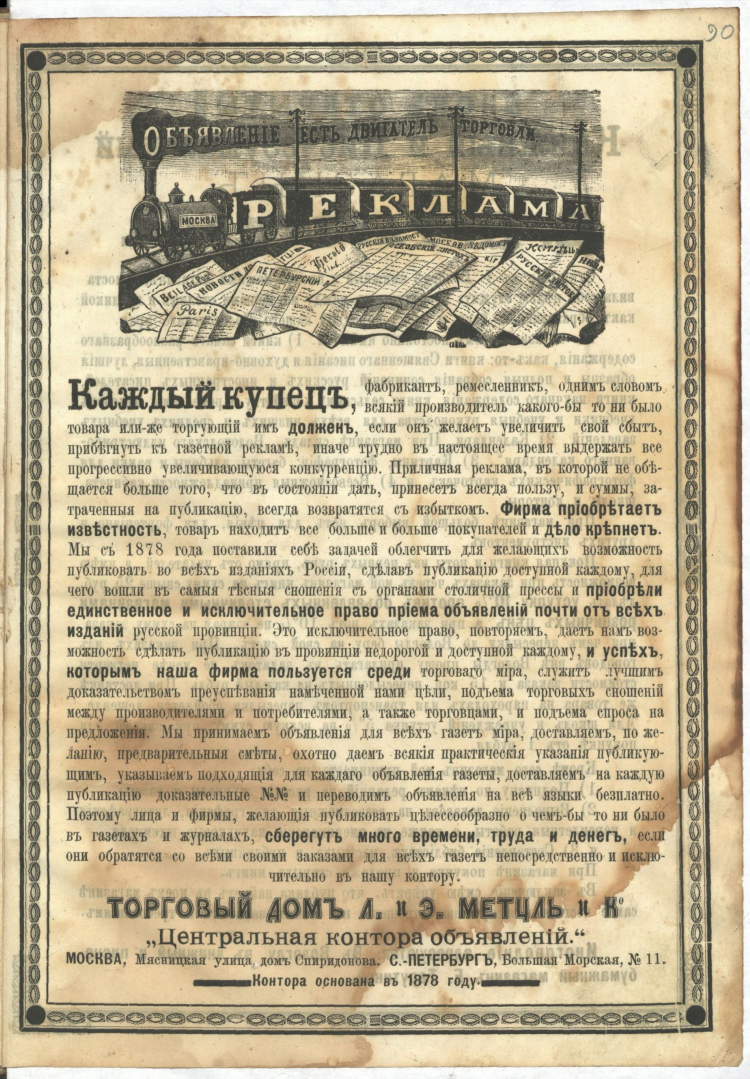 90
Объявленіе есть двигатель торговли.
МОСКВА
РЕКЛАМА
Herold
РУССКІЯ ВѢДОМОСТ
МОСКОВСКІЙ ЛИСТОК
НОВОСТИ
ПЕТЕРБУРГСКІЙ Л
РУССКІЙ
Paris
Каждый купецъ, фабрикантъ, ремесленникъ, однимъ словомъ
всякій производитель какого-бы то ни было
товара или-же торгующій имъ долженъ, если онъ желаетъ увеличить свой сбытъ,
прибѣгнуть къ газетной рекламѣ, иначе трудно въ настоящее время выдержать все
прогрессивно увеличивающуюся конкурренцію. Приличная реклама, въ которой не обѣ-
щается больше того, что въ состояніи дать, принесетъ всегда пользу, и суммы, за-
траченныя на публикацію, всегда возвратятся съ избыткомъ. Фирма пріобрѣтаетъ
извѣстность, товаръ находитъ все больше и больше покупателей и дѣло крѣпнетъ.
Мы съ 1878 года поставили себѣ задачей облегчить для желающихъ возможность
публиковать во всѣхъ изданіяхъ Россіи, сдѣлавъ публикацію доступной каждому, для
чего вошли въ самыя тѣсныя сношенія съ органами столичной прессы и пріобрѣли
единственное и исключительное право пріема объявленій почти отъ всѣхъ
изданій русской провинціи. Это исключительное право, повторяемъ, даетъ намъ воз-
можность сдѣлать публикацію въ провинціи недорогой и доступной каждому, и успѣхъ,
которымъ наша фирма пользуется среди торговаго міра, служитъ лучшимъ
доказательствомъ преуспѣванія намѣченной нами цѣли, подъема торговыхъ сношеній
между производителями и потребителями, а также торговцами, и подъема спроса на
предложенія. Мы принимаемъ объявленія для всѣхъ газетъ міра, доставляемъ, по же-
ланію, предварительныя смѣты, охотно даемъ всякія практическія указанія публикую-
щимъ, указываемъ подходящія для каждаго объявленія газеты, доставляемъ на каждую
публикацію доказательные №№ и переводимъ объявленія на всѣ языки безплатно.
Поэтому лица и фирмы, желающія публиковать цѣлессообразно о чемъ-бы то ни было
въ газетахъ и журналахъ, сберегутъ много времени, труда и денегъ, если
они обратятся со всѣми своими заказами для всѣхъ газетъ непосредственно и исклю-
чительно въ нашу контору.
ТОРГОВЫЙ ДОМЪ Л. и Э. МЕТЦЛЬ и Кº
„Центральная контора объявленій.“
МОСКВА, Мясницкая улица, домъ Спиридонова. С.-ПЕТЕРБУРГЪ, Большая Морская, № 11.
Контора основана въ 1878 году.